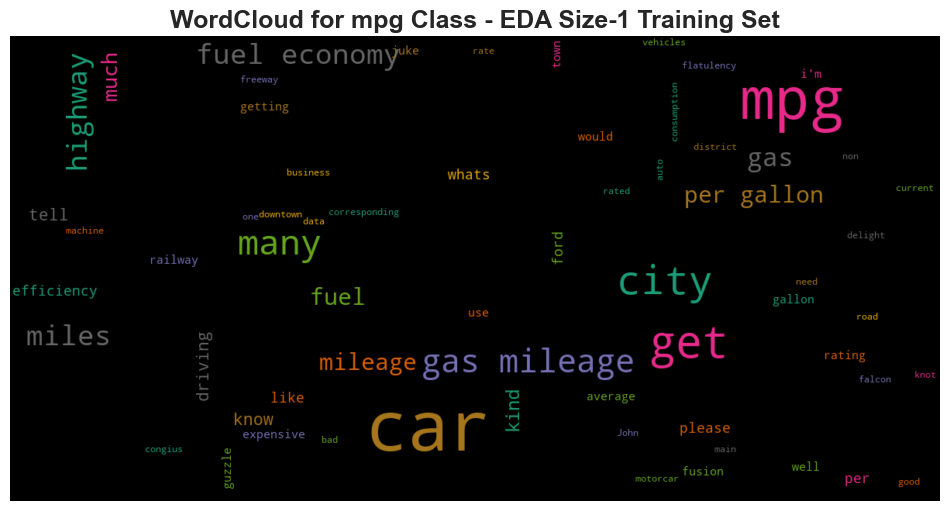 WordCloud for mpg Class - EDA Size-1 Training Set
vehicles
town
fuel economy
juke
rate
highway
much
flatulency
i'm
freeway
mpg
consumption
getting
would
district
gas
non
auto
business
whats
rated
per gallon
current
tell
one
downtown
data
corresponding
machine
many
ford
delight
railway
city
need
efficiency
fuel
gallon
use
road
miles
get
driving
mileage
gas mileage
rating
falcon
knot
like
kind
average
know
car
expensive
bad
John
please
congius
main
guzzle
fusion
well
motorcar
per
good